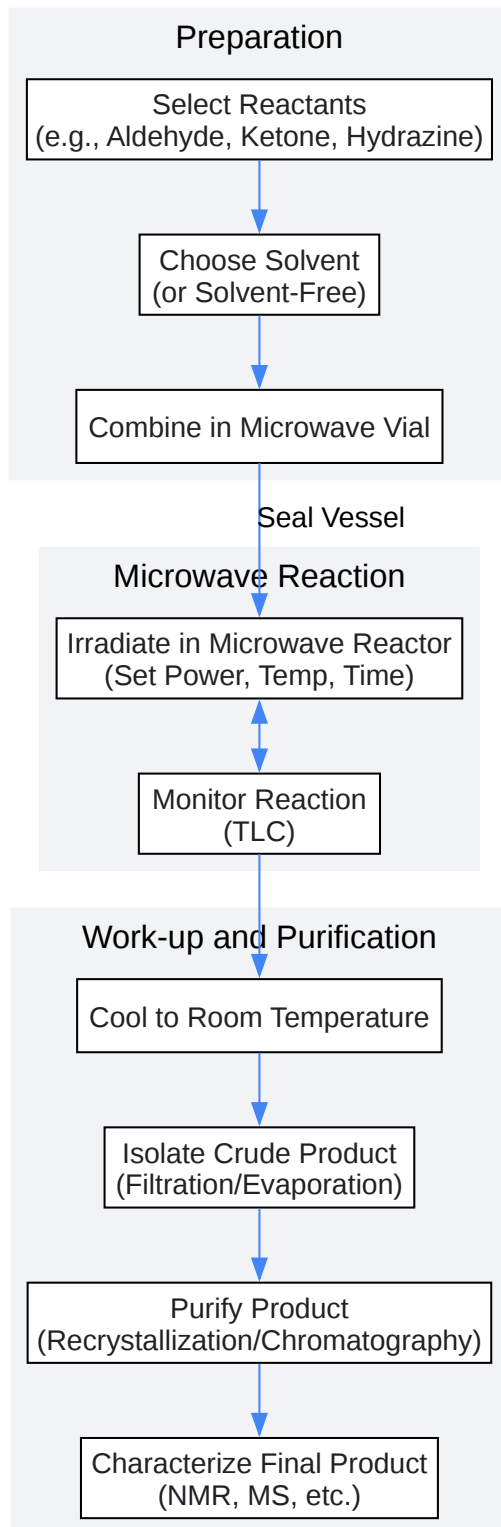 Preparation
Select Reactants
(e.g., Aldehyde, Ketone, Hydrazine)
Choose Solvent
(or Solvent-Free)
Combine in Microwave Vial
Seal Vessel
Microwave Reaction
Irradiate in Microwave Reactor
(Set Power, Temp, Time)
Monitor Reaction
(TLC)
Work-up and Purification
Cool to Room Temperature
Isolate Crude Product
(Filtration/Evaporation)
Purify Product
(Recrystallization/Chromatography)
Characterize Final Product
(NMR, MS, etc.)